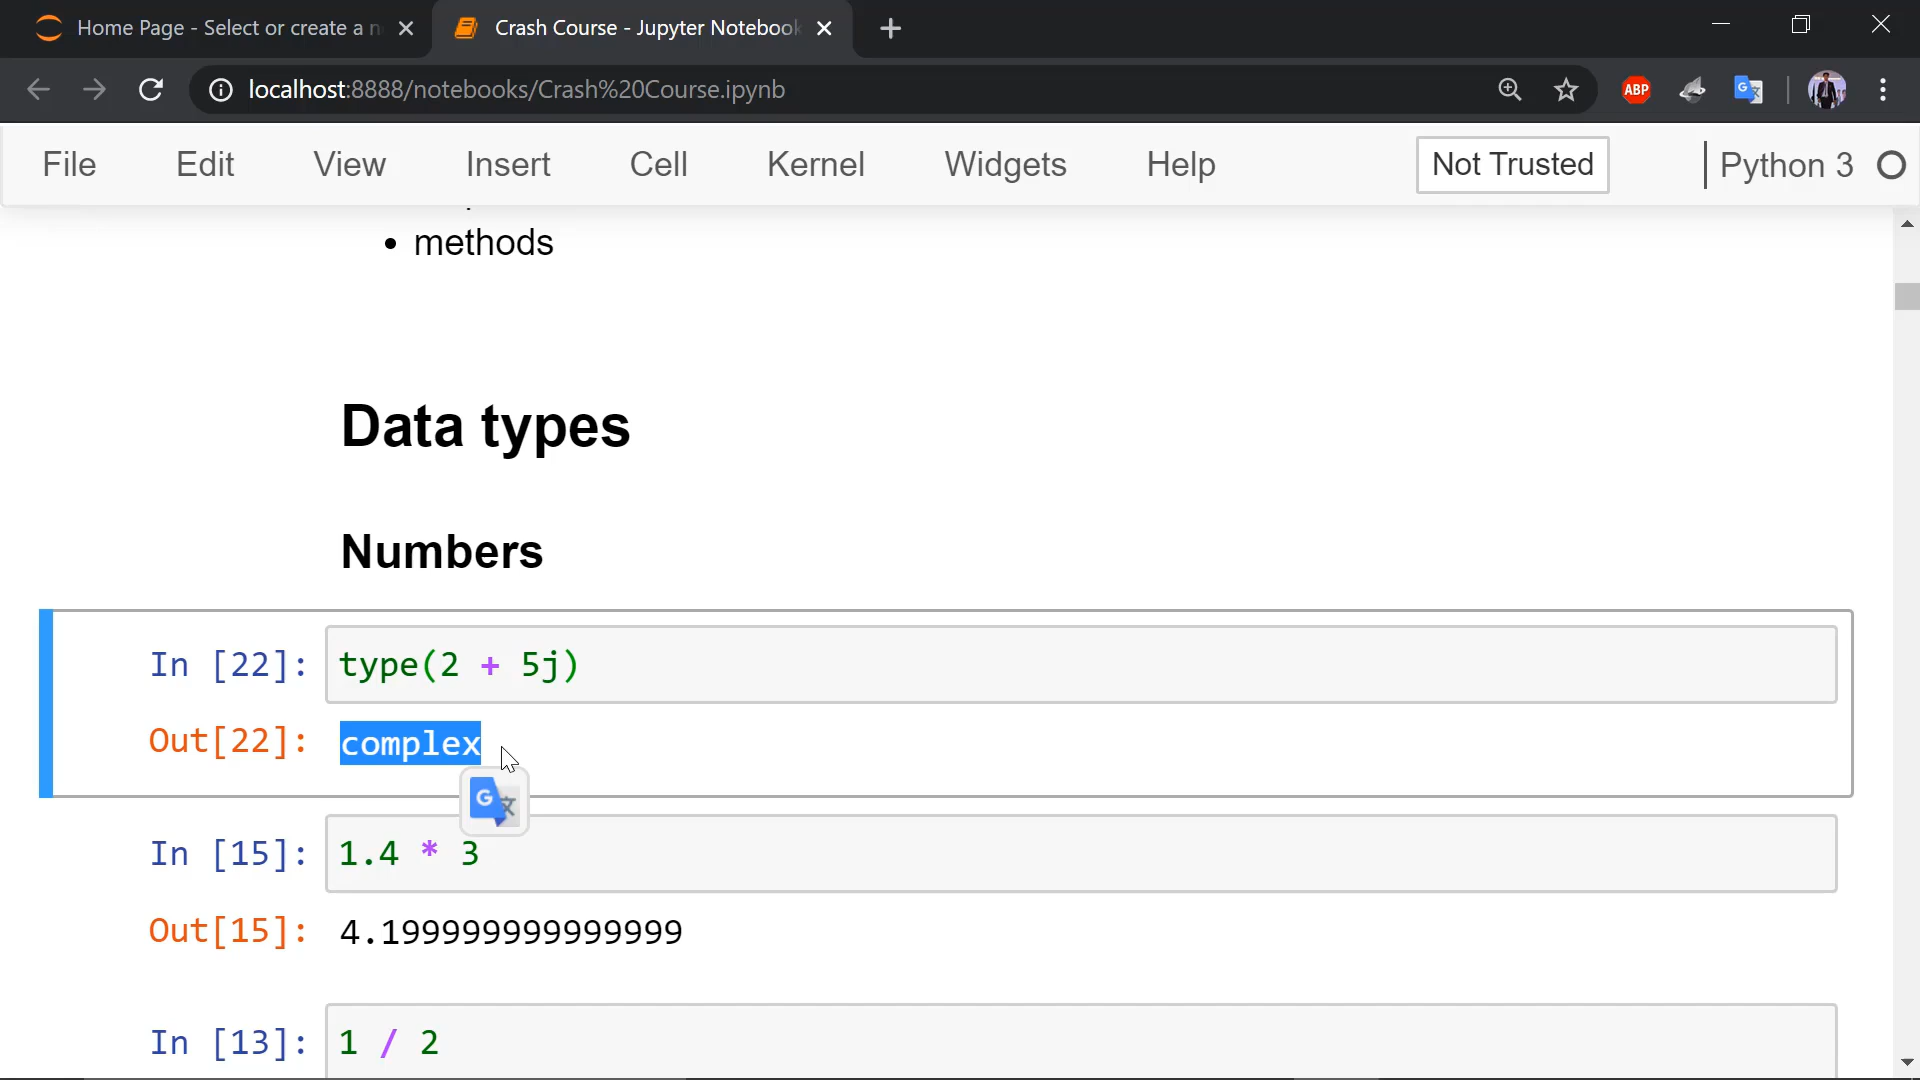 Home Page - Select or create a n
Crash Course - Jupyter Notebook
localhost:8888/notebooks/Crash%20Course.ipynb
ABP
File Edit View Insert Cell Kernel Widgets Help Not Trusted Python 3
• methods
Data types
Numbers
In [22]: type(2 + 5j)
Out[22]: complex
In [15]: 1.4 * 3
Out[15]: 4.199999999999999
In [13]: 1 / 2